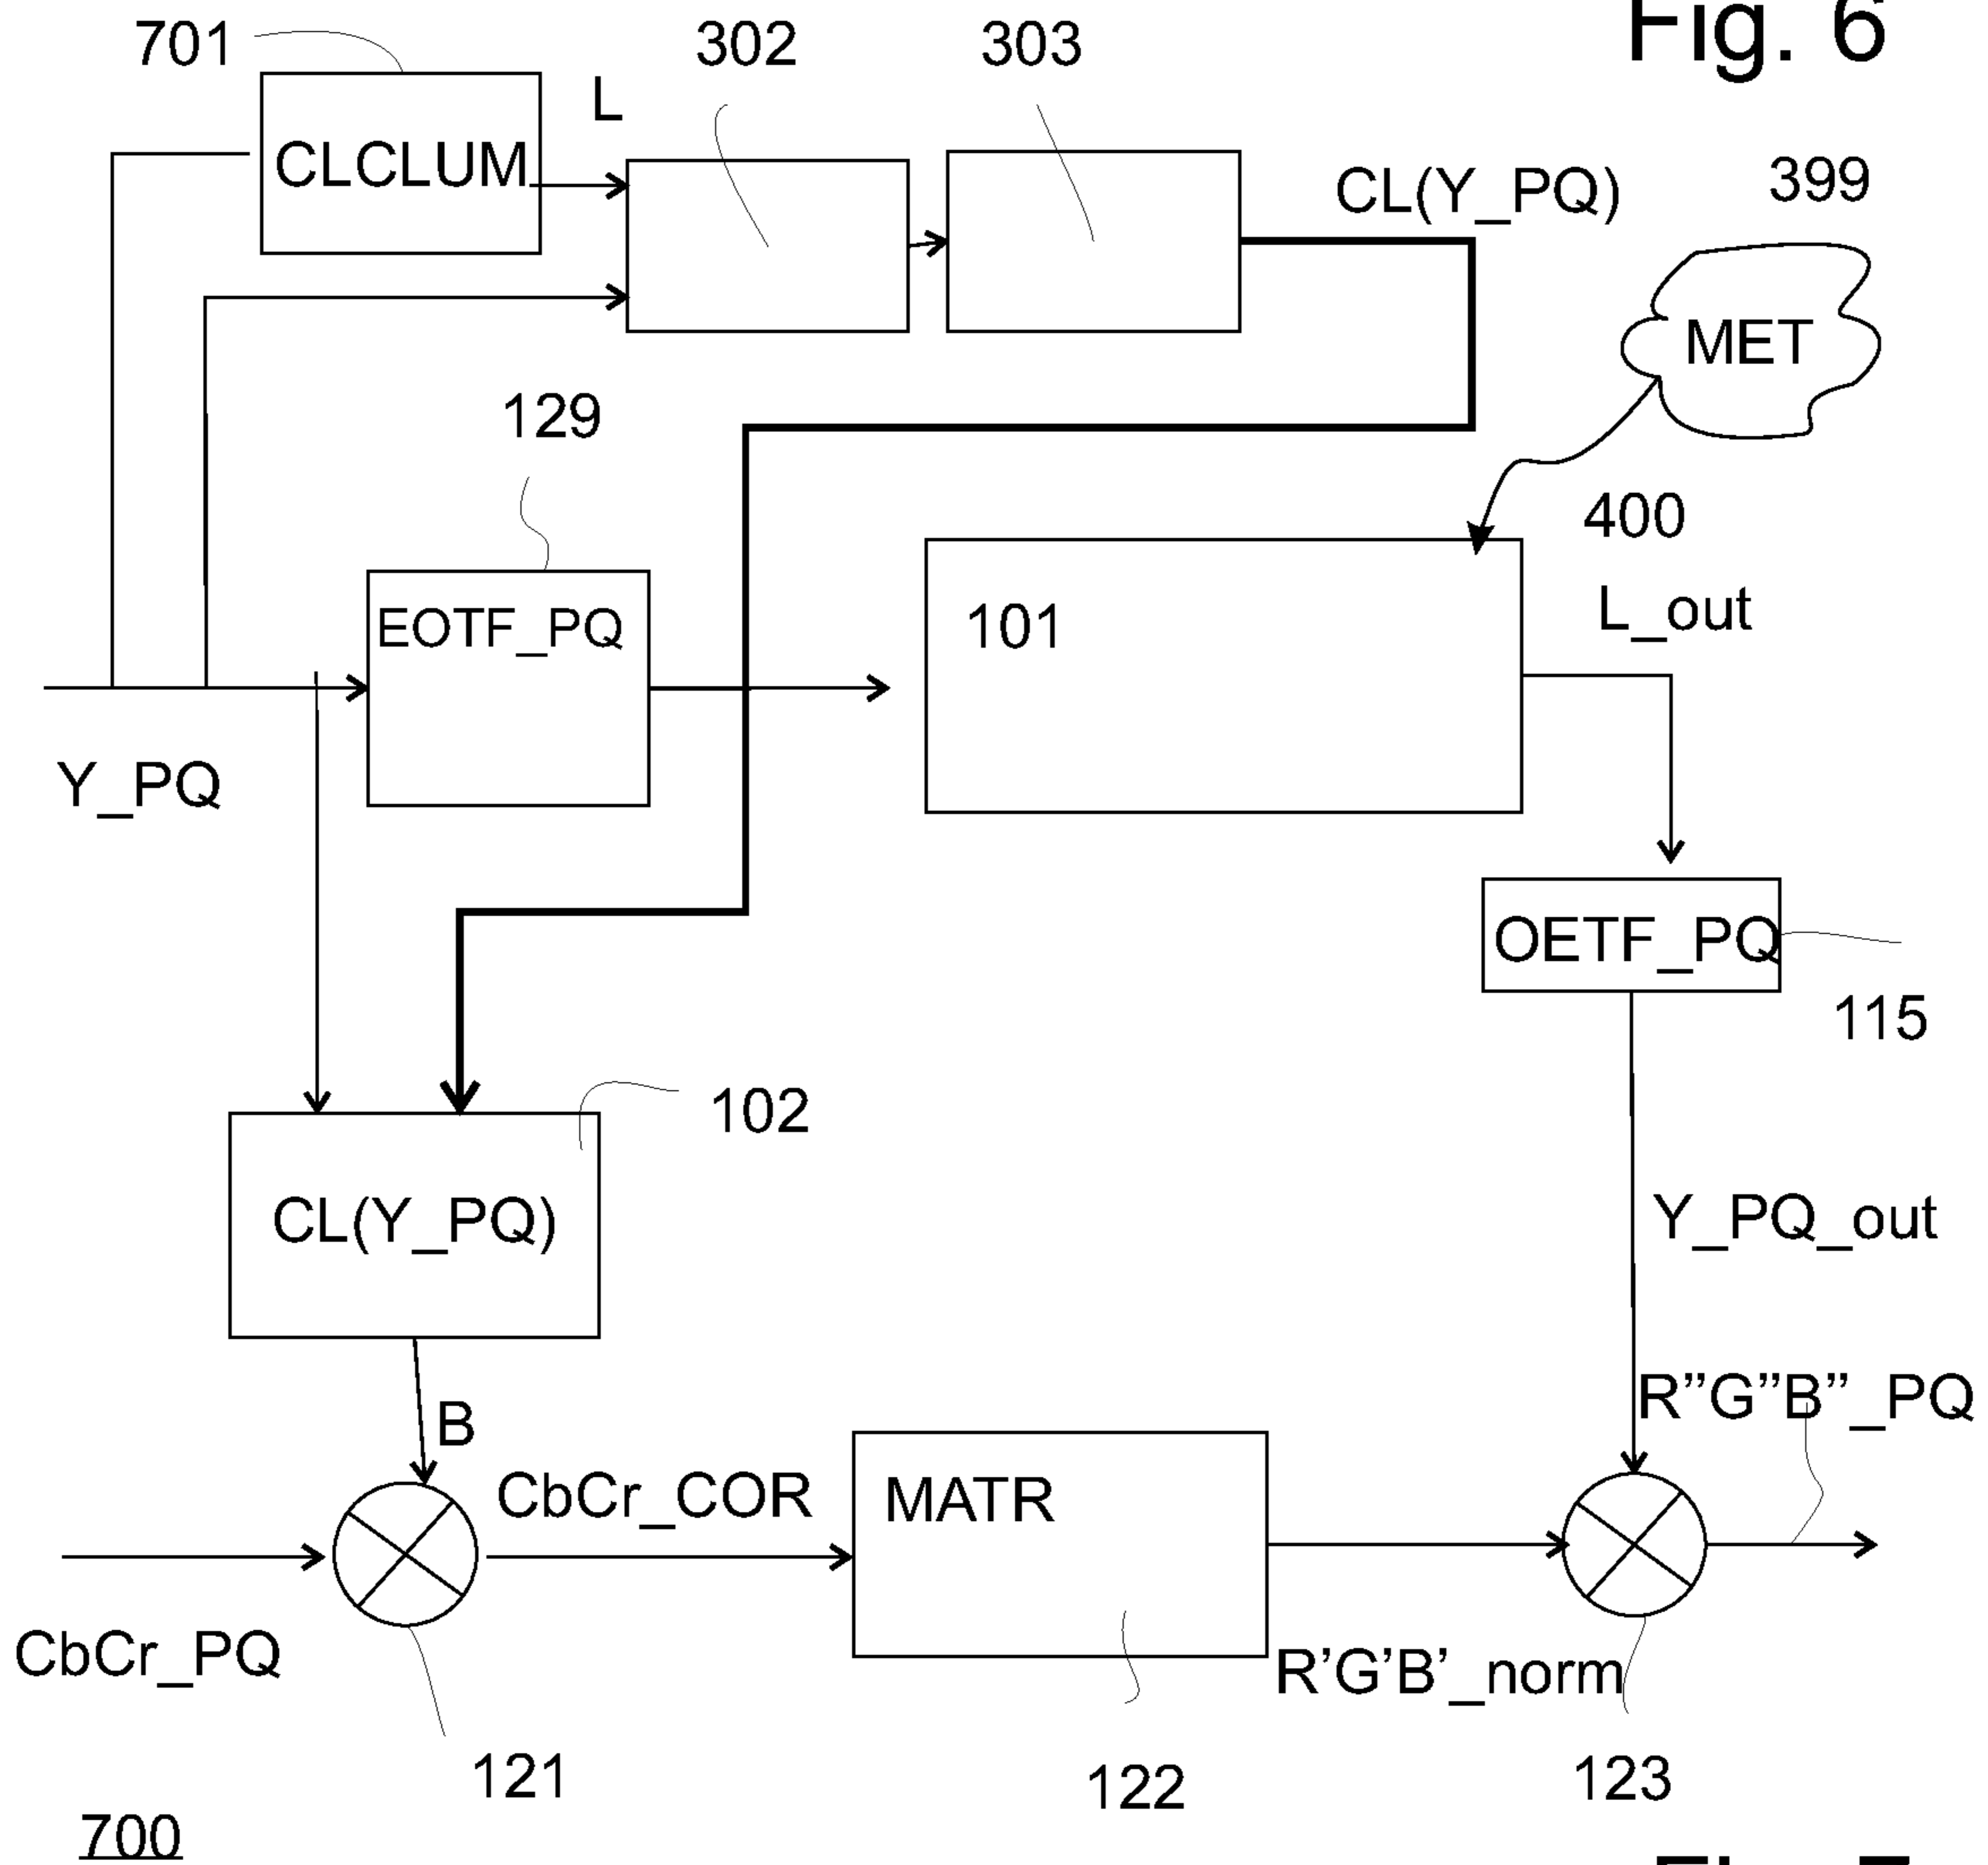 Fig. 6
701
302
303
L
CLCLUM
CL(Y_PQ)
399
MET
129
400
EOTF_PQ
101
L_out
Y_PQ
OETF_PQ
115
102
CL(Y_PQ)
Y_PQ_out
B
R”G”B”_PQ
CbCr_COR
MATR
CbCr_PQ
R’G’B’_norm
121
122
123
700